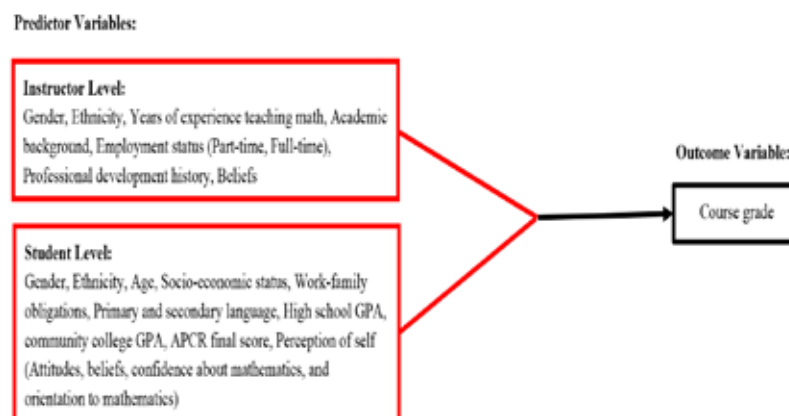 Predictor Variables:
Instructor Level:
Gender, Ethnicity, Years of experience teaching math, Academic
background, Employment status (Part-time, Full-time),
Professional development history, Beliefs
Outcome Variable:
Course grade
Student Level:
Gender, Ethnicity, Age, Socio-economic status, Work-family
obligations, Primary and secondary language, High school GPA,
community college GPA, APCR final score, Perception of self
(Attitudes, beliefs, confidence about mathematics, and
orientation to mathematics)